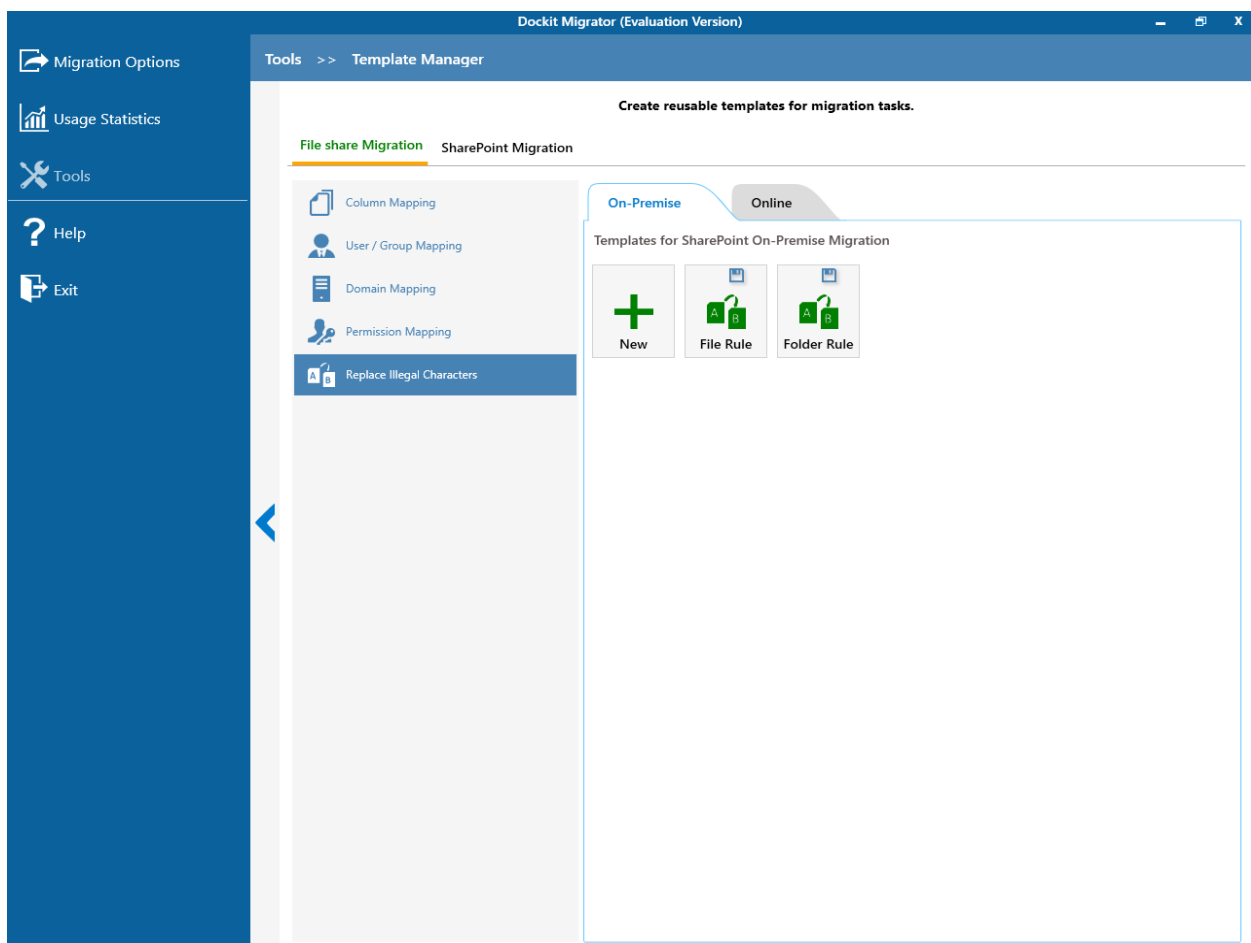 Dockit Migrator (Evaluation Version)
X
Migration Options
Usage Statistics
Tools
Help
Exit
Tools >> Template Manager
Create reusable templates for migration tasks.
File share Migration SharePoint Migration
Column Mapping
User / Group Mapping
Domain Mapping
Permission Mapping
A B Replace Illegal Characters
On-Premise Online
Templates for SharePoint On-Premise Migration
A B A B
New File Rule Folder Rule